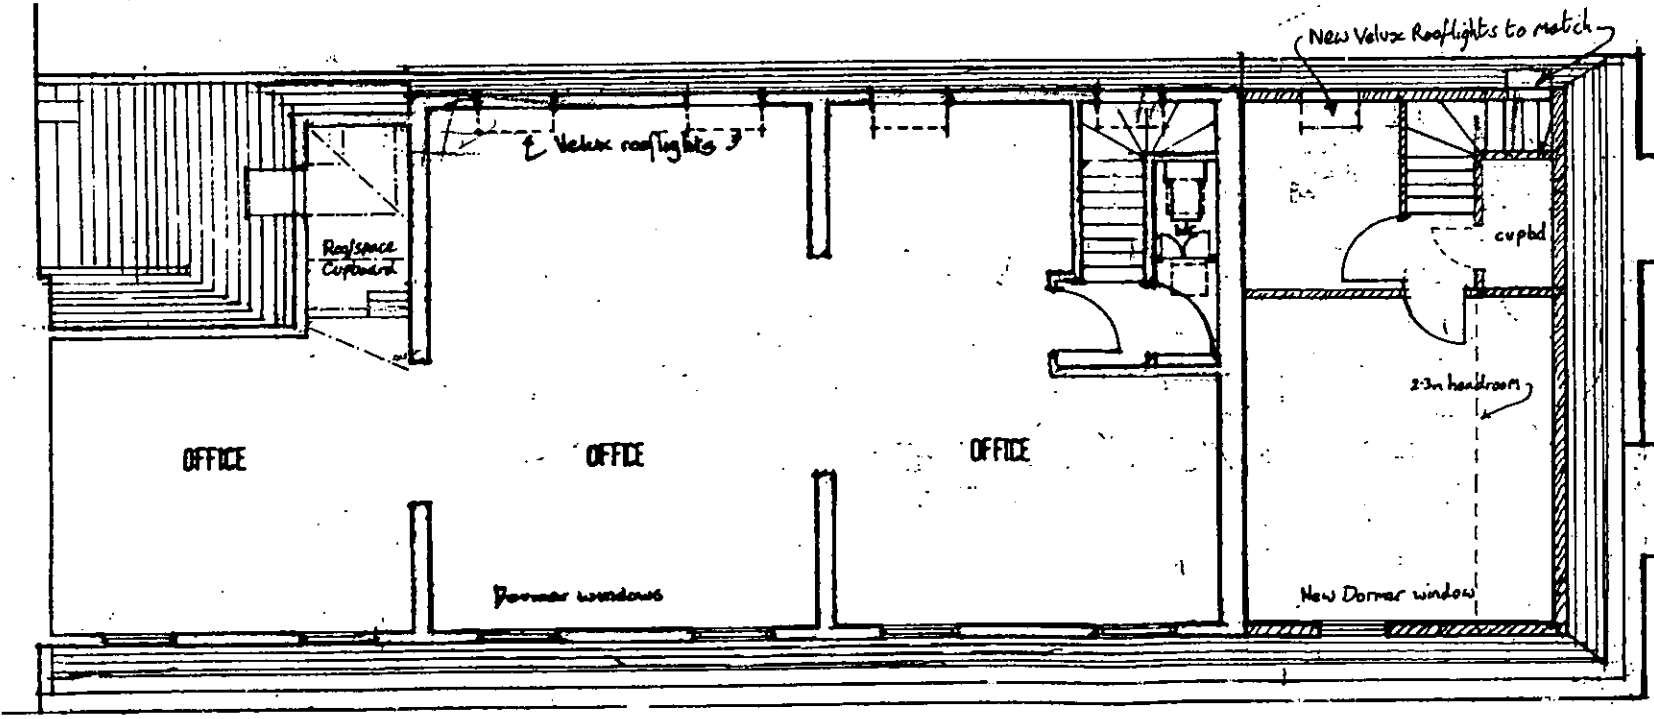 New Velux Rooflights to match
Velux rooflights
Roofspace
Cupboard
WC
cupbd
2.3m headroom
OFFICE
OFFICE
OFFICE
Dormer windows
New Dormer window